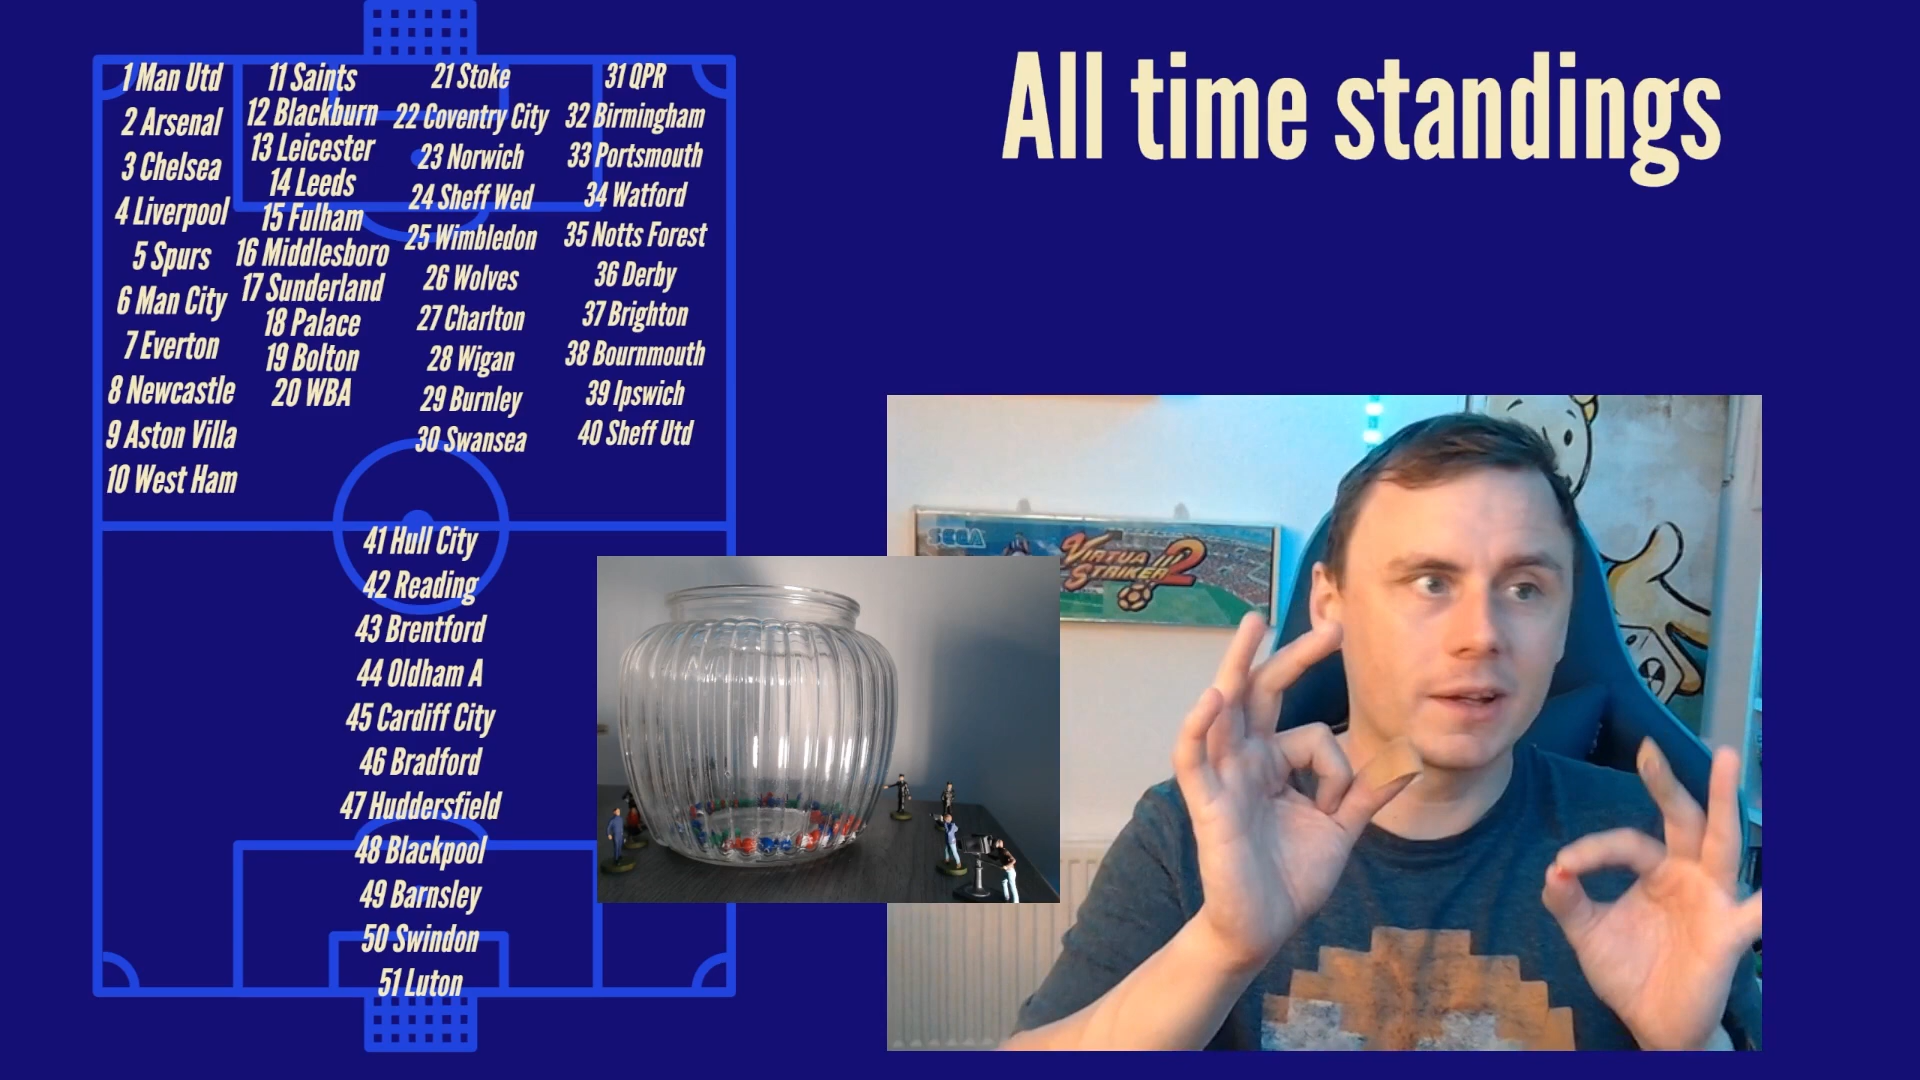 All time standings
1 Man Utd
2 Arsenal
3 Chelsea
4 Liverpool
5 Spurs
6 Man City
7 Everton
8 Newcastle
9 Aston Villa
10 West Ham
11 Saints
12 Blackburn
13 Leicester
14 Leeds
15 Fulham
16 Middlesboro
17 Sunderland
18 Palace
19 Bolton
20 WBA
21 Stoke
22 Coventry City
23 Norwich
24 Sheff Wed
25 Wimbledon
26 Wolves
27 Charlton
28 Wigan
29 Burnley
30 Swansea
31 QPR
32 Birmingham
33 Portsmouth
34 Watford
35 Notts Forest
36 Derby
37 Brighton
38 Bournmouth
39 Ipswich
40 Sheff Utd
41 Hull City
42 Reading
43 Brentford
44 Oldham A
45 Cardiff City
46 Bradford
47 Huddersfield
48 Blackpool
49 Barnsley
50 Swindon
51 Luton
SEGA
VIRTUA
STRIKER 2